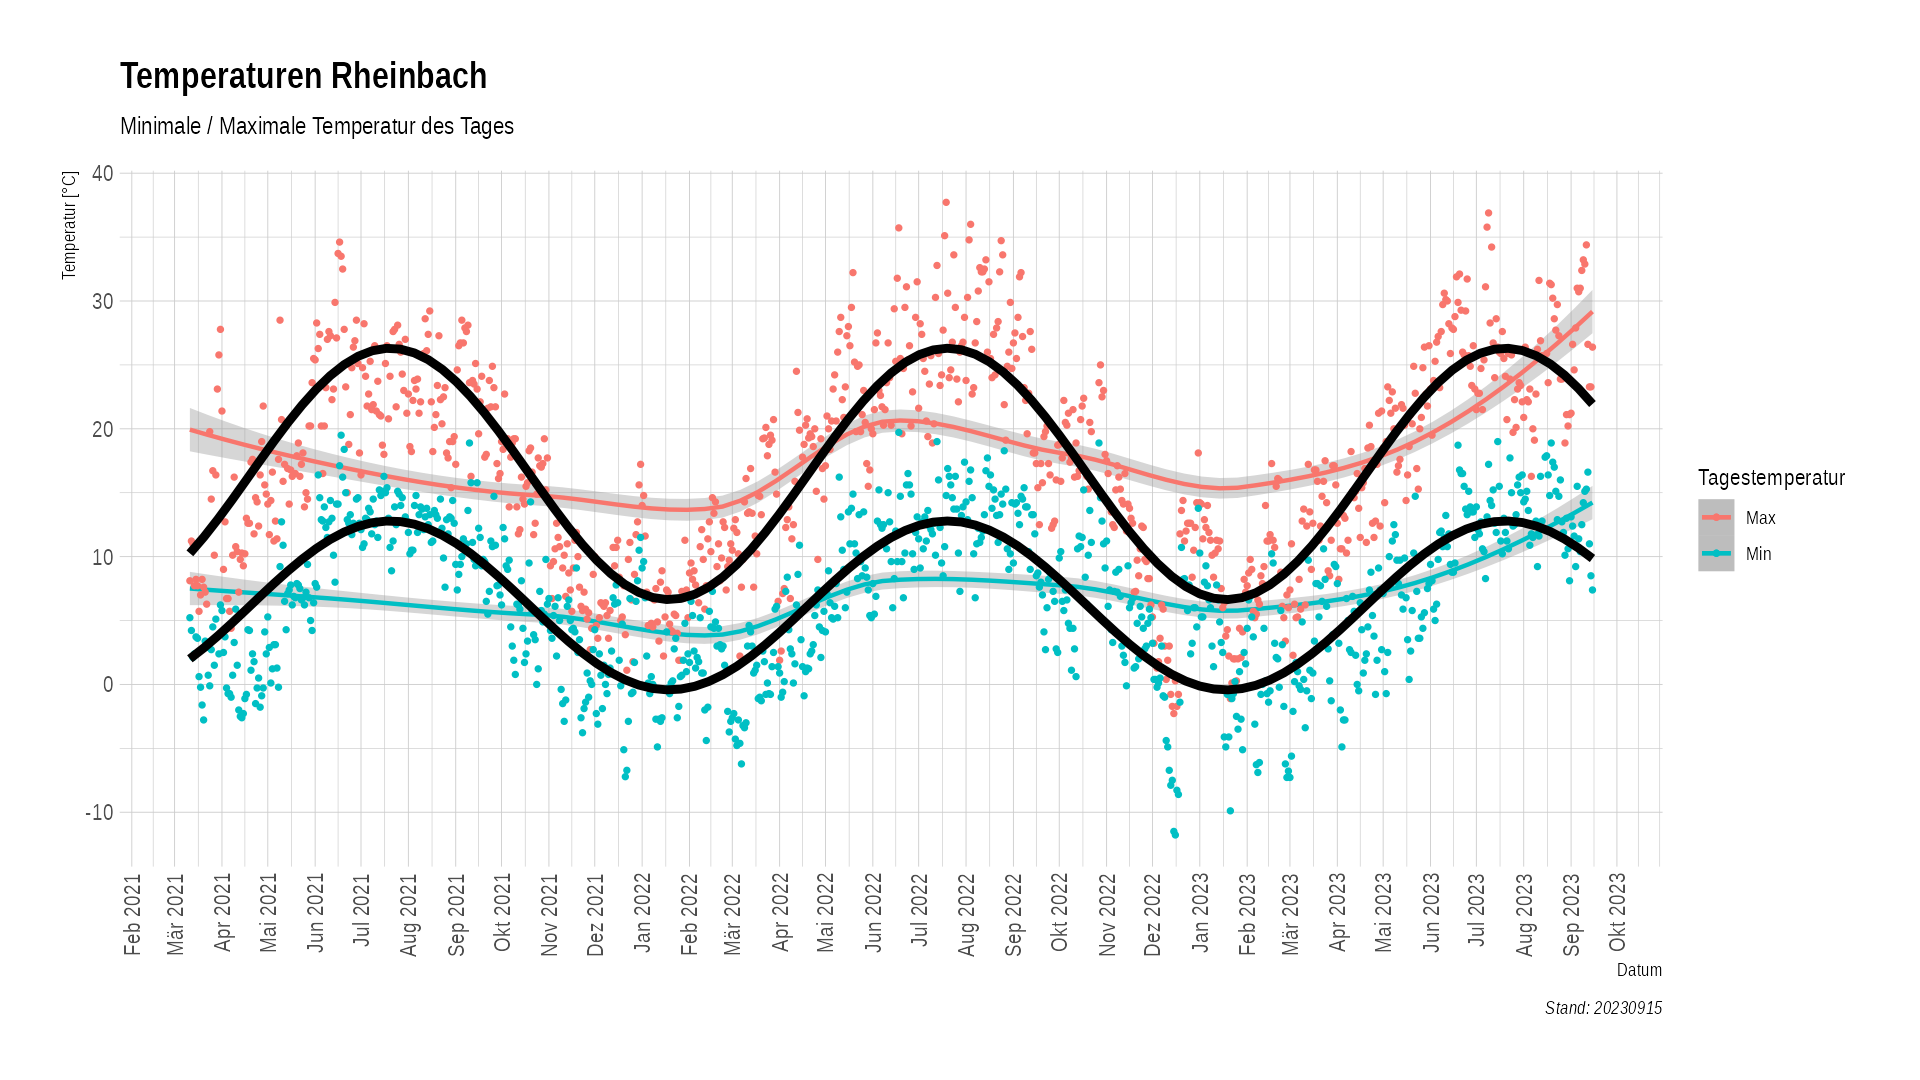 Temperaturen Rheinbach
Minimale / Maximale Temperatur des Tages
Temperatur [°C]
40
30
20
10
0
-10
Feb 2021
Mär 2021
Apr 2021
Mai 2021
Jun 2021
Jul 2021
Aug 2021
Sep 2021
Okt 2021
Nov 2021
Dez 2021
Jan 2022
Feb 2022
Mär 2022
Apr 2022
Mai 2022
Jun 2022
Jul 2022
Aug 2022
Sep 2022
Okt 2022
Nov 2022
Dez 2022
Jan 2023
Feb 2023
Mär 2023
Apr 2023
Mai 2023
Jun 2023
Jul 2023
Aug 2023
Sep 2023
Okt 2023
Datum
Tagestemperatur
Max
Min
Stand: 20230915